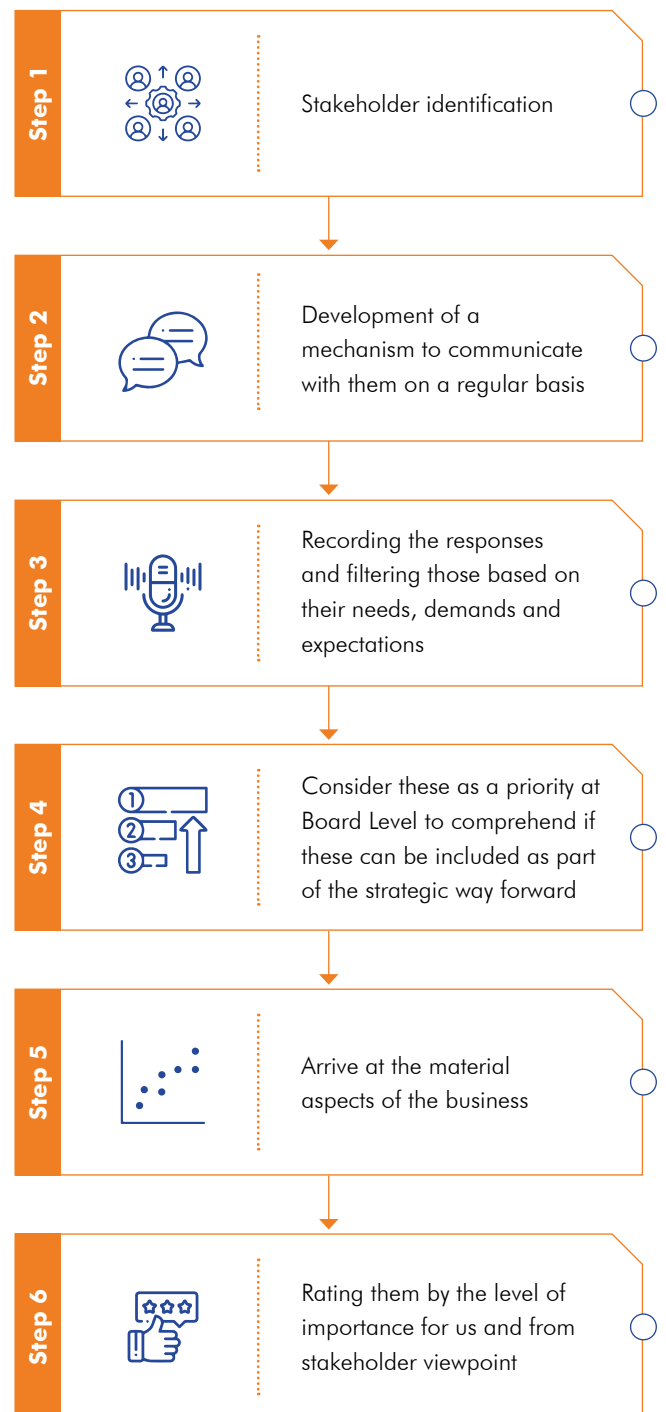 Step 1
Stakeholder identification
Step 2
Development of a
mechanism to communicate
with them on a regular basis
Step 3
Recording the responses
and filtering those based on
their needs, demands and
expectations
Step 4
1
2
3
Consider these as a priority at
Board Level to comprehend if
these can be included as part
of the strategic way forward
Step 5
Arrive at the material
aspects of the business
Step 6
Rating them by the level of
importance for us and from
stakeholder viewpoint